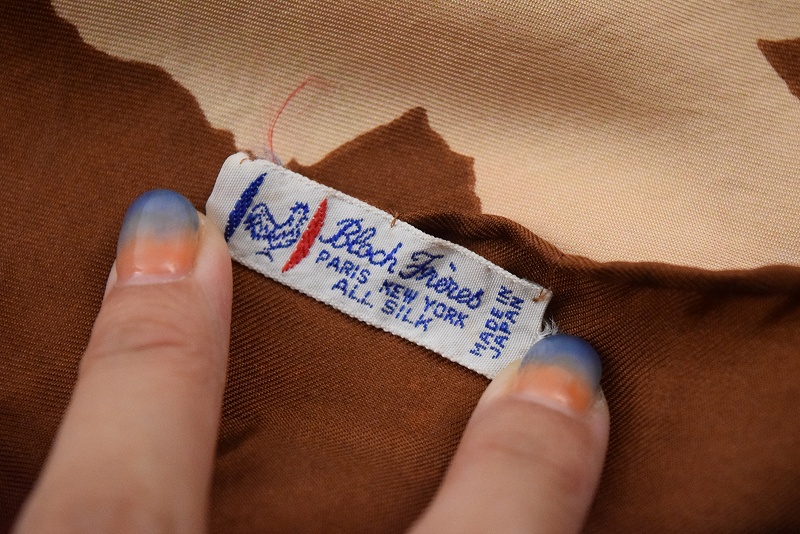 Bloch Frères
PARIS NEW YORK
ALL SILK
MADE IN
JAPAN